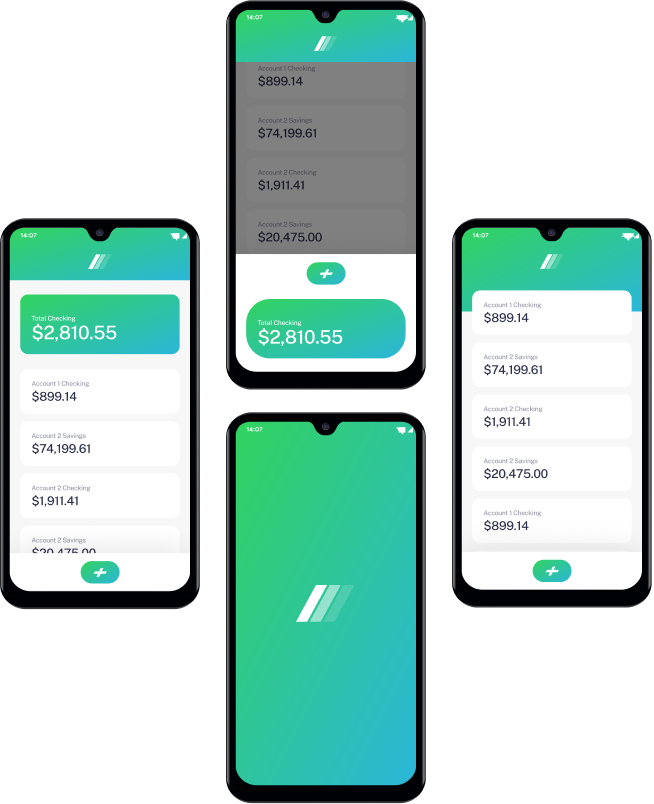 14:07
Account 1 Checking
$899.14
Account 2 Savings
$74,199.61
Account 2 Checking
$1,911.41
Account 2 Savings
$20,475.00
Total Checking
$2,810.55
14:07
Total Checking
$2,810.55
Account 1 Checking
$899.14
Account 2 Savings
$74,199.61
Account 2 Checking
$1,911.41
Account 2 Savings
$20,475.00
14:07
Account 1 Checking
$899.14
Account 2 Savings
$74,199.61
Account 2 Checking
$1,911.41
Account 2 Savings
$20,475.00
Account 1 Checking
$899.14
14:07